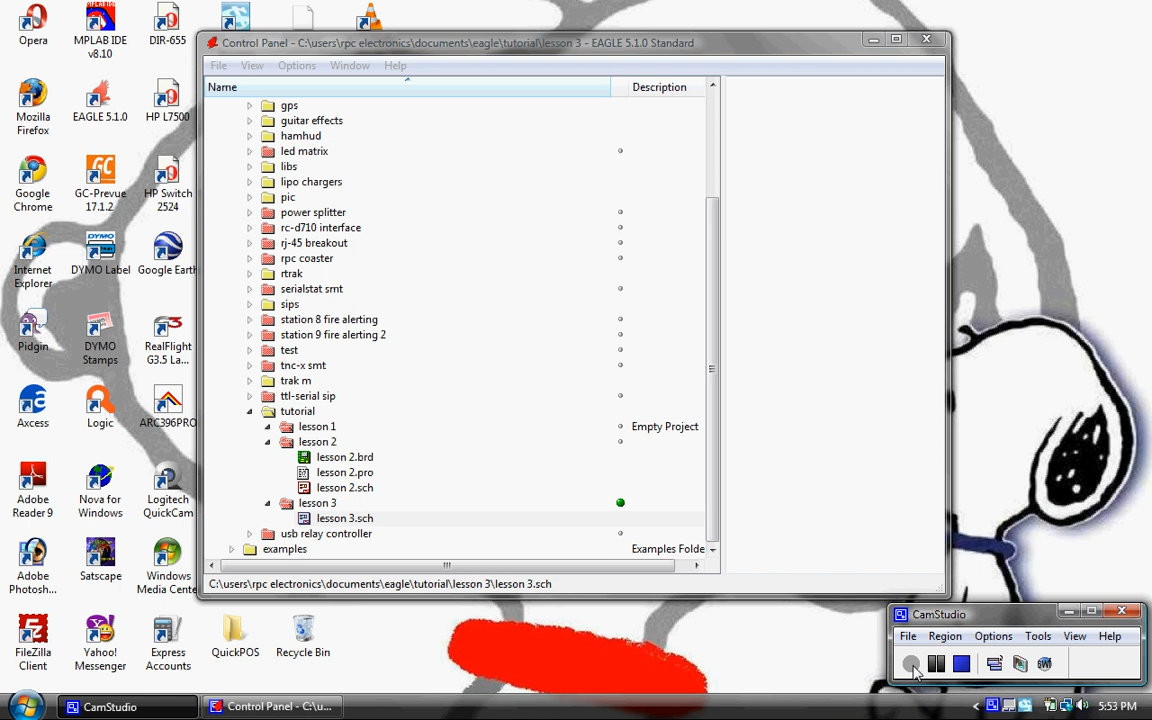 Opera
MPLAB IDE
v8.10
DIR-655
Mozilla
Firefox
EAGLE 5.1.0
HP L7500
Google
Chrome
GC-Prevue
17.1.2
HP Switch
2524
Internet
Explorer
DYMO Label
Google Earth
Pidgin
DYMO
Stamps
RealFlight
G3.5 La...
Axcess
Logic
ARC396PRO
Adobe
Reader 9
Nova for
Windows
Logitech
QuickCam
Adobe
Photosh...
Satscape
Windows
Media Cente
FileZilla
Client
Yahoo!
Messenger
Express
Accounts
QuickPOS
Recycle Bin
Control Panel - C:\users\rpc electronics\documents\eagle\tutorial\lesson 3 - EAGLE 5.1.0 Standard
File View Options Window Help
Name Description
gps
guitar effects
hamhud
led matrix
libs
lipo chargers
pic
power splitter
rc-d710 interface
rj-45 breakout
rpc coaster
rtrak
serialstat smt
sips
station 8 fire alerting
station 9 fire alerting 2
test
tnc-x smt
trak m
ttl-serial sip
tutorial
lesson 1 Empty Project
lesson 2
lesson 2.brd
lesson 2.pro
lesson 2.sch
lesson 3
lesson 3.sch
usb relay controller
examples Examples Folde
C:\users\rpc electronics\documents\eagle\tutorial\lesson 3\lesson 3.sch
CamStudio
File Region Options Tools View Help
CamStudio
Control Panel - C:\u...
5:53 PM